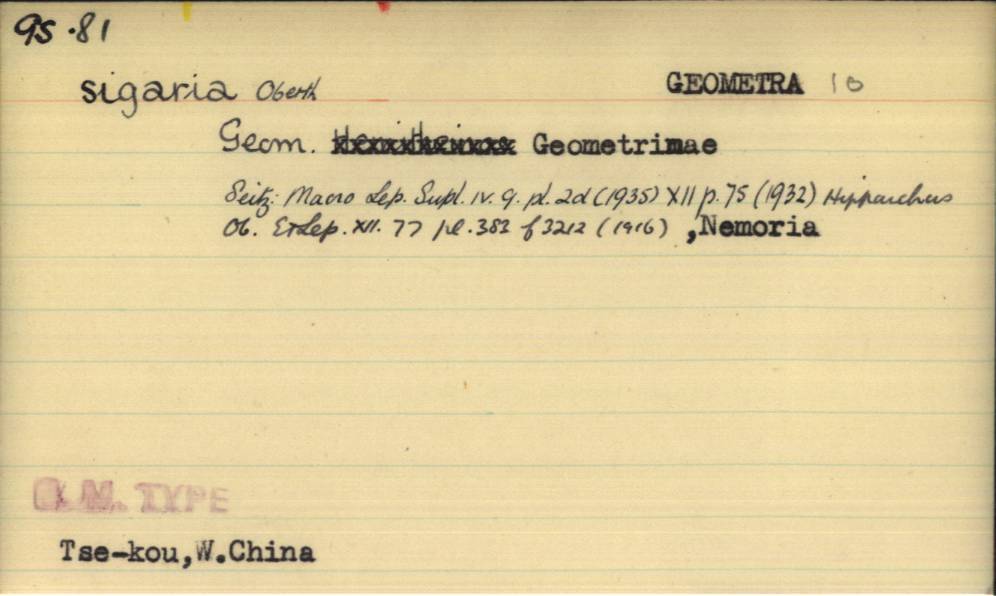 95.81
sigaria Oberth GEOMETRA 10
Geom. Geometrinae
Seitz: Macro Lep. Supl. IV. 9. pl. 2d (1935) XII p. 75 (1932) Hipparchus
Ob. Et Lep. XII. 77 pl. 383 f 3212 (1916) ,Nemoria
B.M. TYPE
Tse-kou,W.China